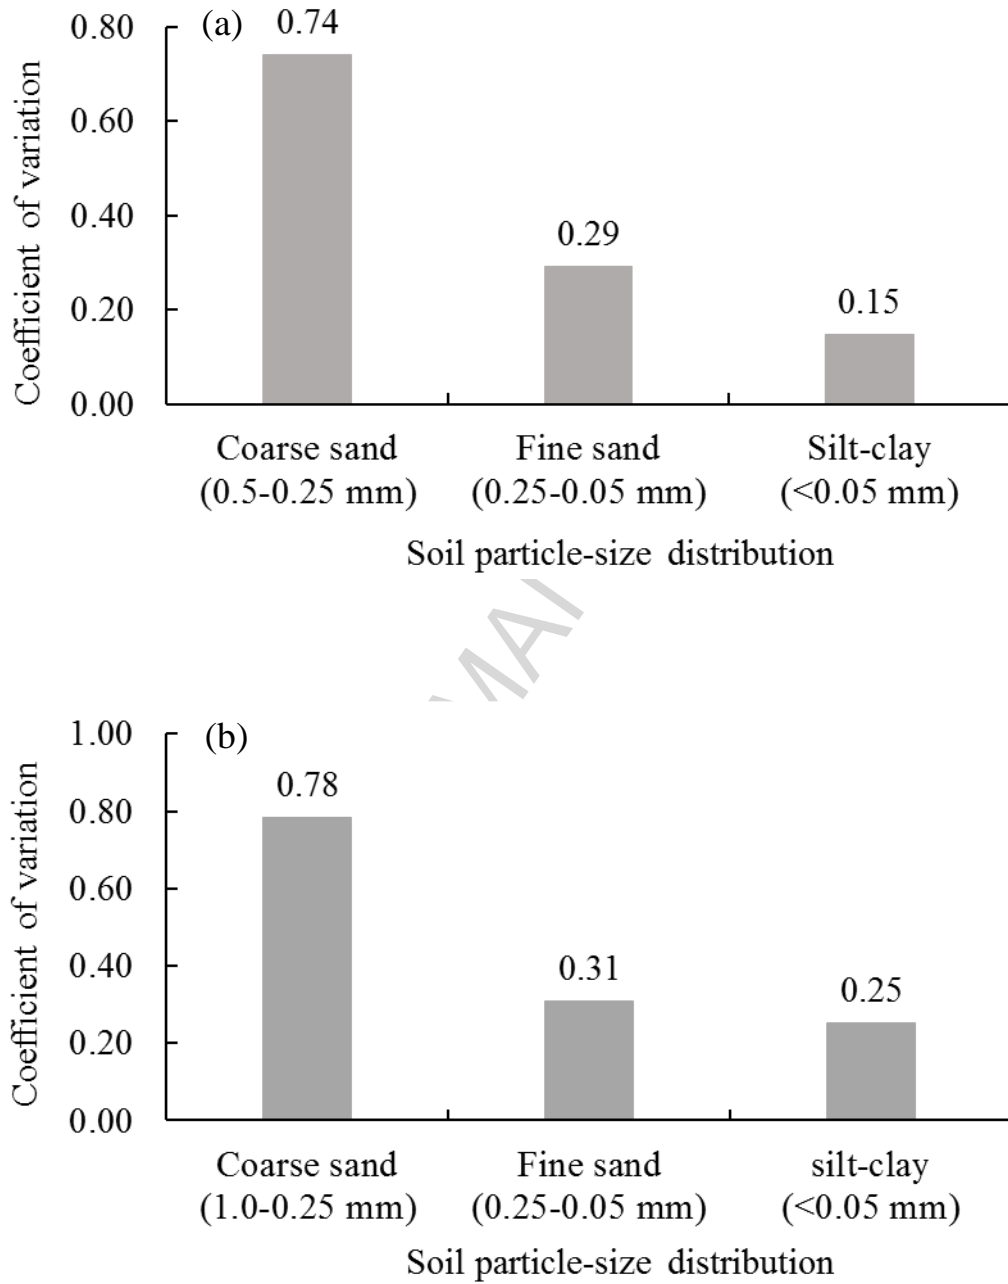 (a)
Coefficient of variation
0.80
0.60
0.40
0.20
0.00
0.74
0.29
0.15
Coarse sand
(0.5-0.25 mm)
Fine sand
(0.25-0.05 mm)
Silt-clay
(<0.05 mm)
Soil particle-size distribution
(b)
Coefficient of variation
1.00
0.80
0.60
0.40
0.20
0.00
0.78
0.31
0.25
Coarse sand
(1.0-0.25 mm)
Fine sand
(0.25-0.05 mm)
silt-clay
(<0.05 mm)
Soil particle-size distribution